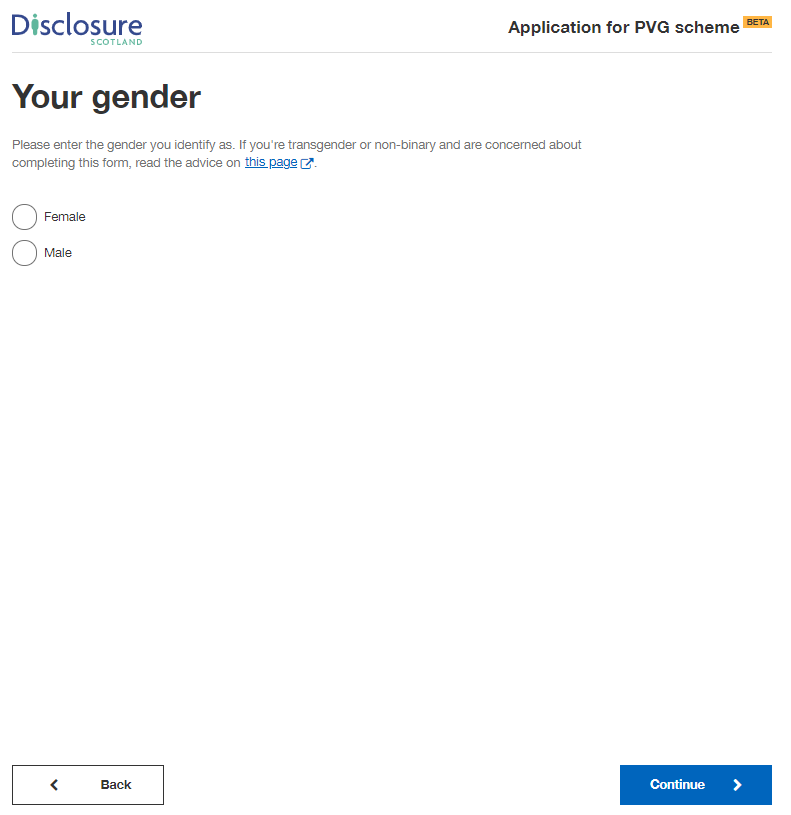 Disclosure
SCOTLAND
Application for PVG scheme BETA
Your gender
Please enter the gender you identify as. If you're transgender or non-binary and are concerned about
completing this form, read the advice on this page.
Female
Male
Back
Continue